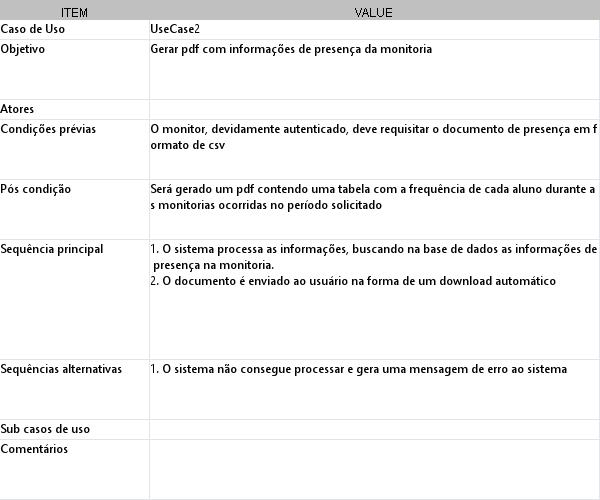 ITEM VALUE
Caso de Uso UseCase2
Objetivo Gerar pdf com informações de presença da monitoria
Atores
Condições prévias O monitor, devidamente autenticado, deve requisitar o documento de presença em f
ormato de csv
Pós condição Será gerado um pdf contendo uma tabela com a frequência de cada aluno durante a
s monitorias ocorridas no período solicitado
Sequência principal 1. O sistema processa as informações, buscando na base de dados as informações de
presença na monitoria.
2. O documento é enviado ao usuário na forma de um download automático
Sequências alternativas 1. O sistema não consegue processar e gera uma mensagem de erro ao sistema
Sub casos de uso
Comentários